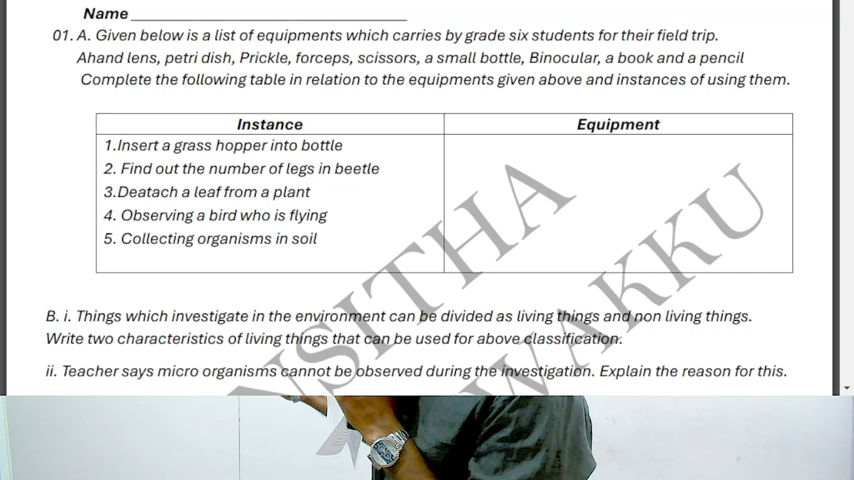 Name
01. A. Given below is a list of equipments which carries by grade six students for their field trip.
Ahand lens, petri dish, Prickle, forceps, scissors, a small bottle, Binocular, a book and a pencil
Complete the following table in relation to the equipments given above and instances of using them.
Instance Equipment
1.Insert a grass hopper into bottle
2. Find out the number of legs in beetle
3.Deatach a leaf from a plant
4. Observing a bird who is flying
5. Collecting organisms in soil
B. i. Things which investigate in the environment can be divided as living things and non living things.
Write two characteristics of living things that can be used for above classification.
ii. Teacher says micro organisms cannot be observed during the investigation. Explain the reason for this.